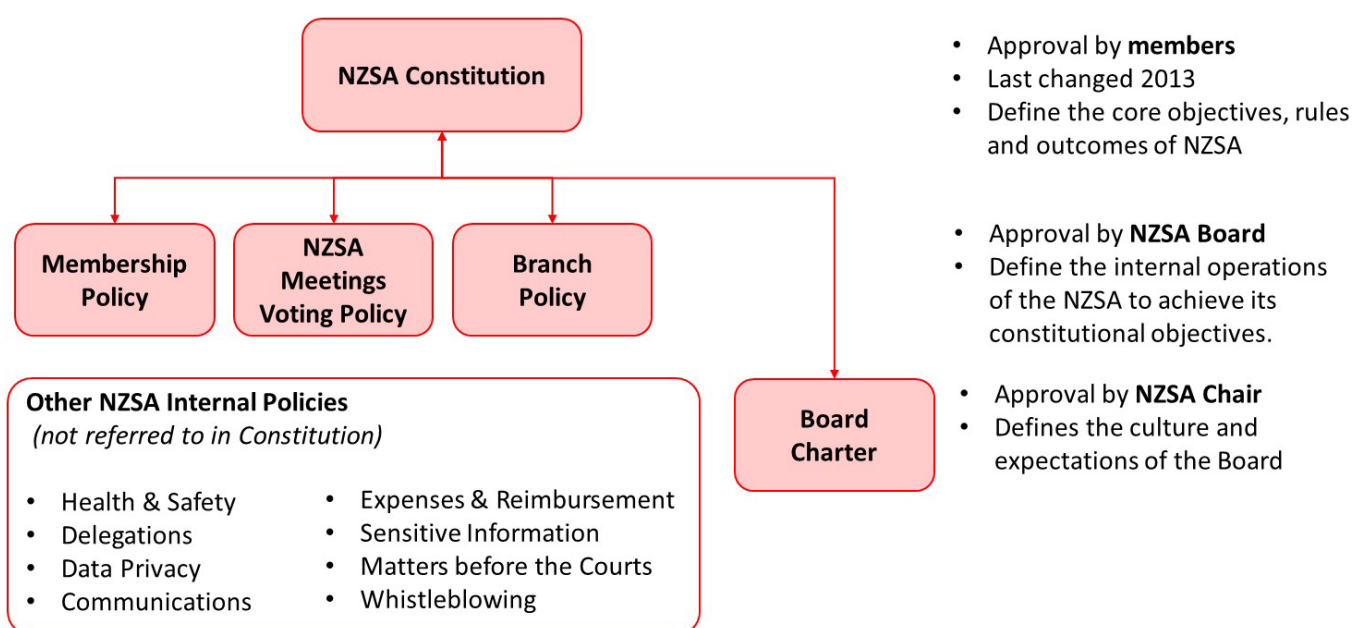 NZSA Constitution
• Approval by members
• Last changed 2013
• Define the core objectives, rules
and outcomes of NZSA
Membership
Policy
NZSA
Meetings
Voting Policy
Branch
Policy
• Approval by NZSA Board
• Define the internal operations
of the NZSA to achieve its
constitutional objectives.
Other NZSA Internal Policies
(not referred to in Constitution)
• Health & Safety
• Delegations
• Data Privacy
• Communications
• Expenses & Reimbursement
• Sensitive Information
• Matters before the Courts
• Whistleblowing
Board
Charter
• Approval by NZSA Chair
• Defines the culture and
expectations of the Board